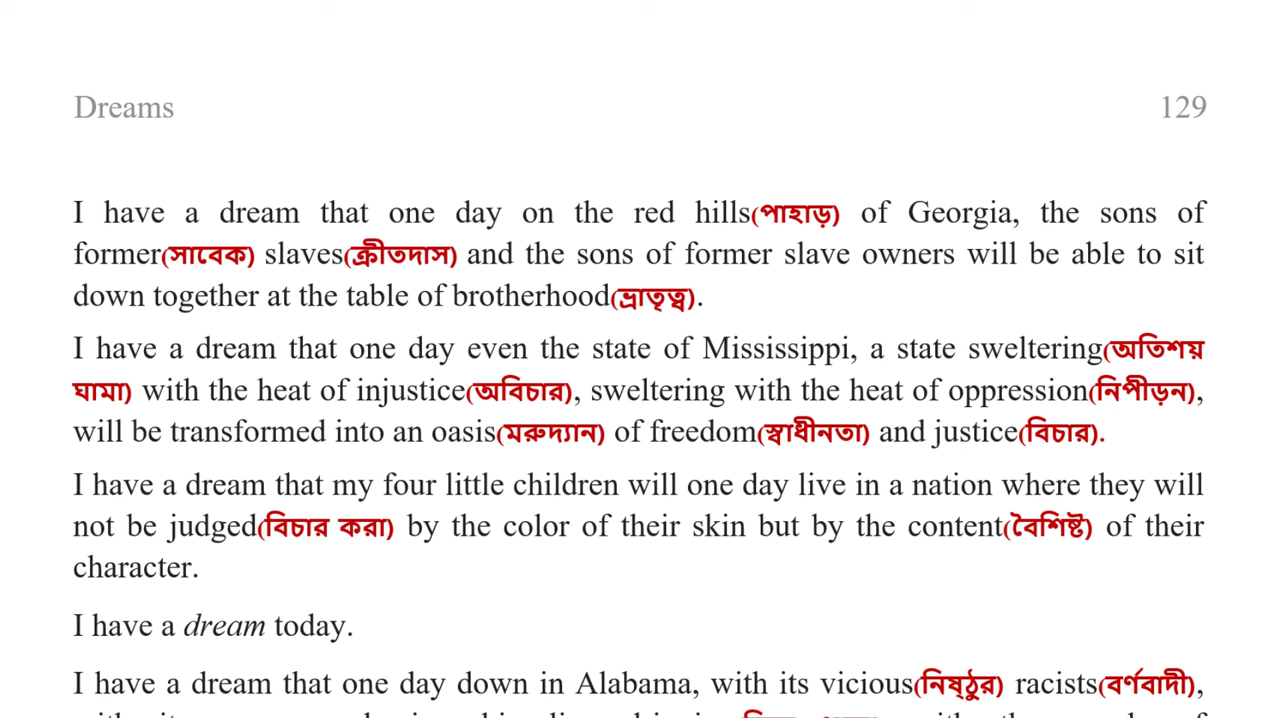 Dreams 129
I have a dream that one day on the red hills(পাহাড়) of Georgia, the sons of
former(সাবেক) slaves(ক্রীতদাস) and the sons of former slave owners will be able to sit
down together at the table of brotherhood(ভ্রাতৃত্ব).
I have a dream that one day even the state of Mississippi, a state sweltering(অতিশয়
ঘামা) with the heat of injustice(অবিচার), sweltering with the heat of oppression(নিপীড়ন),
will be transformed into an oasis(মরুদ্যান) of freedom(স্বাধীনতা) and justice(বিচার).
I have a dream that my four little children will one day live in a nation where they will
not be judged(বিচার করা) by the color of their skin but by the content(বৈশিষ্ট) of their
character.
I have a dream today.
I have a dream that one day down in Alabama, with its vicious(নিষ্ঠুর) racists(বর্ণবাদী),